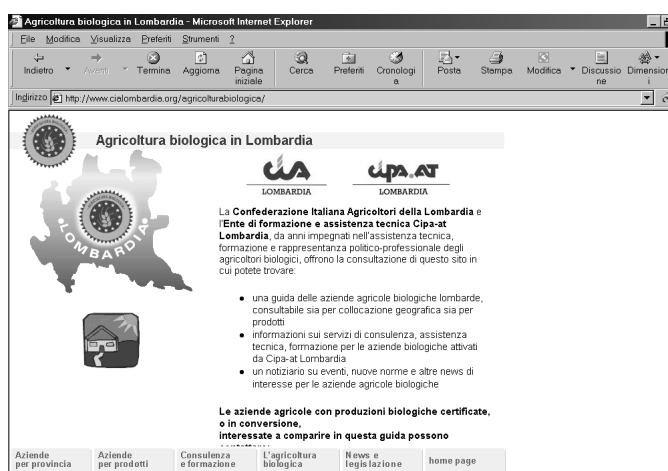 Agricoltura biologica in Lombardia - Microsoft Internet Explorer
File Modifica Visualizza Preferiti Strumenti ?
Indietro Avanti Termina Aggiorna Pagina iniziale Cerca Preferiti Cronologia Posta Stampa Modifica Discussione Dimensioni
Indirizzo http://www.cialombardia.org/agricolturabiologica/
Agricoltura biologica in Lombardia
cia cipa.at
LOMBARDIA LOMBARDIA
LOMBARDIA
La Confederazione Italiana Agricoltori della Lombardia e
l'Ente di formazione e assistenza tecnica Cipa-at
Lombardia, da anni impegnati nell'assistenza tecnica,
formazione e rappresentanza politico-professionale degli
agricoltori biologici, offrono la consultazione di questo sito in
cui potete trovare:
• una guida delle aziende agricole biologiche lombarde,
consultabile sia per collocazione geografica sia per
prodotti
• informazioni sui servizi di consulenza, assistenza
tecnica, formazione per le aziende biologiche attivati
da Cipa-at Lombardia
• un notiziario su eventi, nuove norme e altre news di
interesse per le aziende agricole biologiche
Le aziende agricole con produzioni biologiche certificate,
o in conversione,
interessate a comparire in questa guida possono
Aziende per provincia
Aziende per prodotti
Consulenza e formazione
L'agricoltura biologica
News e legislazione
home page